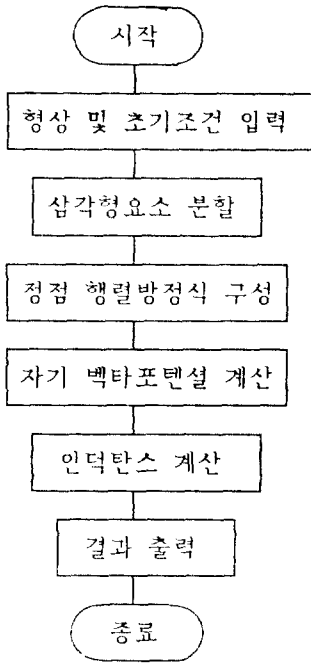 시작
형상 및 초기조건 입력
삼각형요소 분할
정점 행렬방정식 구성
자기 벡타포텐셜 계산
인덕탄스 계산
결과 출력
종료